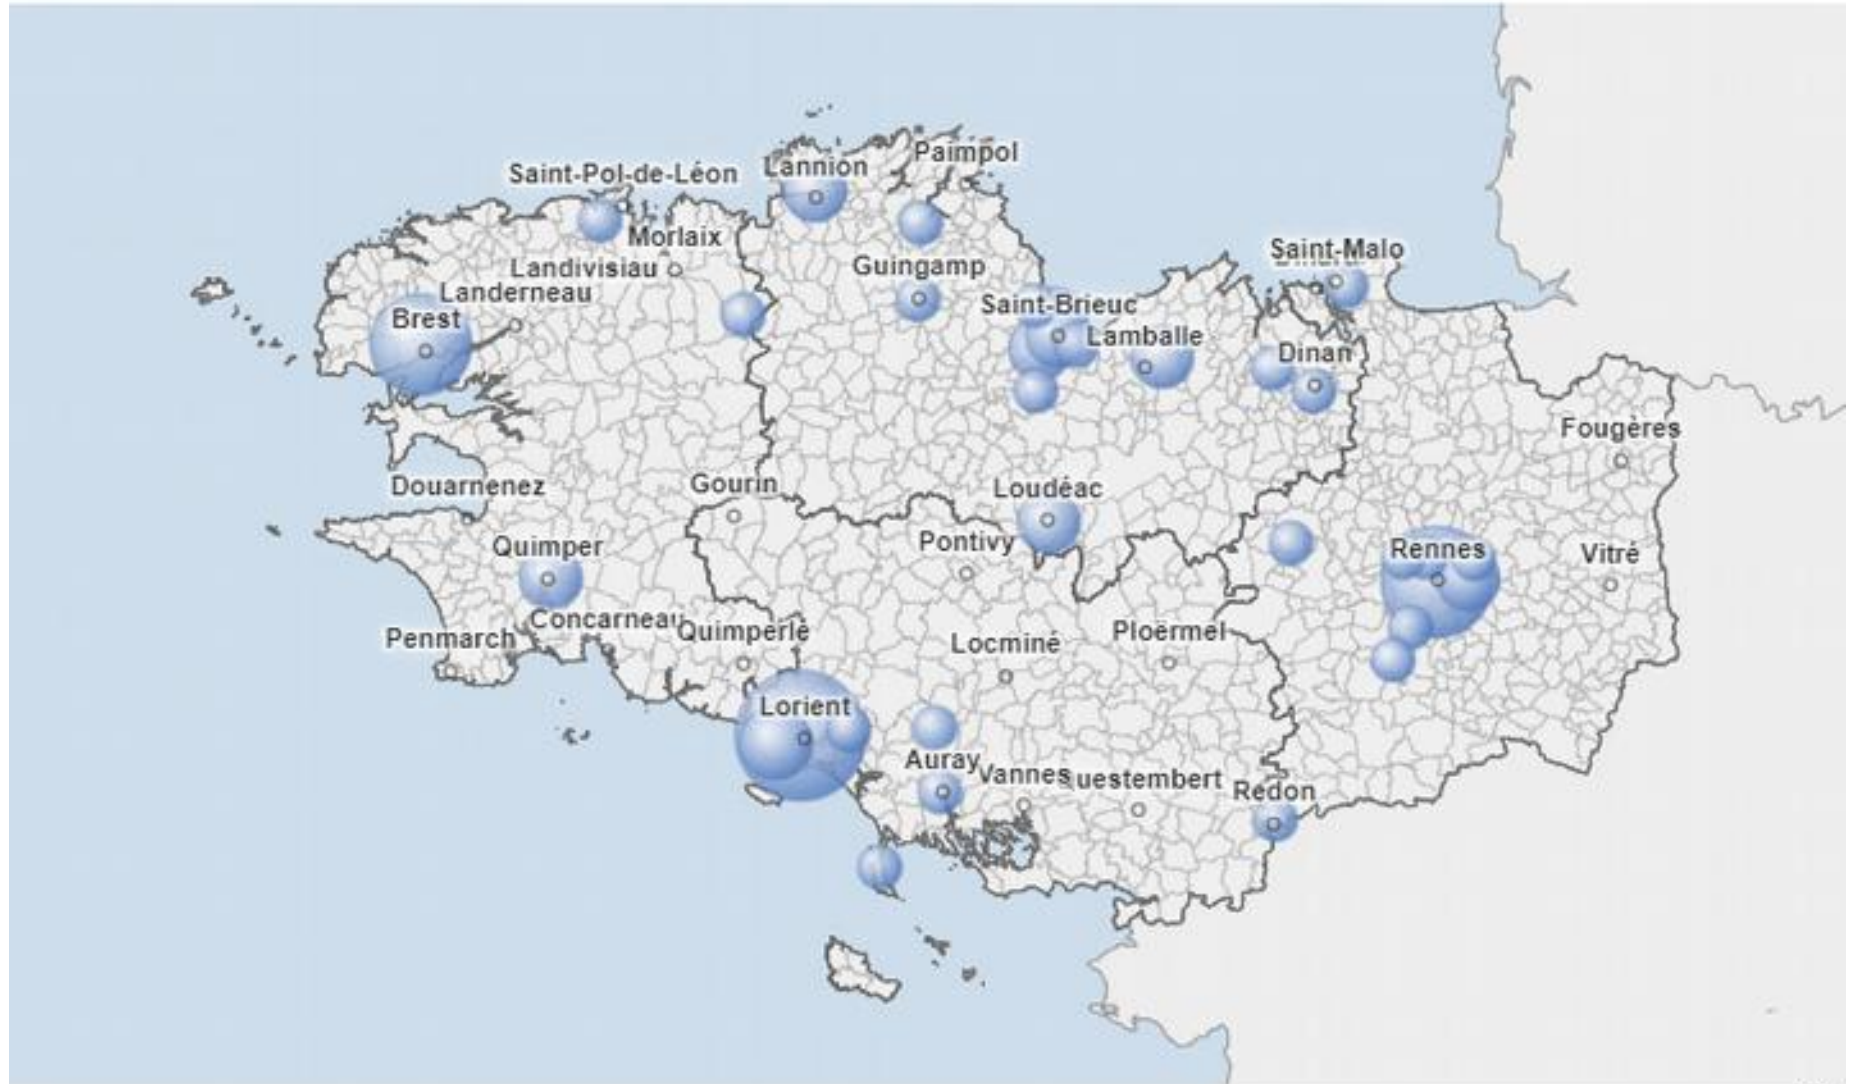 Paimpol
Lannion
Saint-Pol-de-Léon
Morlaix
Saint-Malo
Landivisiau
Guingamp
Landerneau
Saint-Brieuc
Brest
Lamballe
Dinan
Fougères
Douarnenez
Gourin
Loudéac
Quimper
Pontivy
Rennes
Vitré
Concarneau
Quimperlé
Penmarch
Locminé
Ploërmel
Lorient
Auray
Vannes
uestembert
Redon